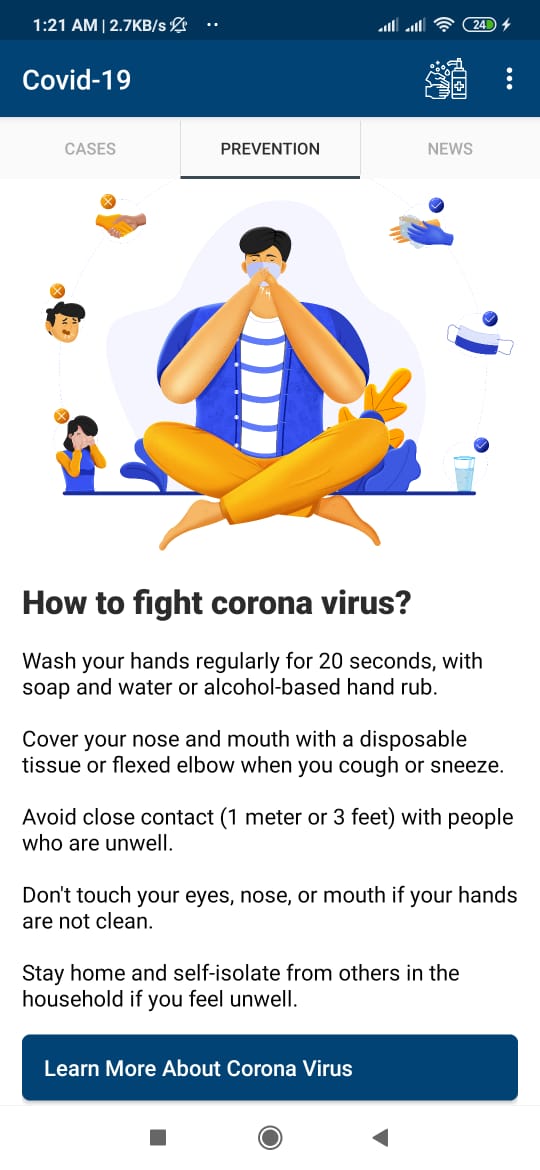 1:21 AM | 2.7KB/s
24
Covid-19
CASES
PREVENTION
NEWS
How to fight corona virus?
Wash your hands regularly for 20 seconds, with
soap and water or alcohol-based hand rub.
Cover your nose and mouth with a disposable
tissue or flexed elbow when you cough or sneeze.
Avoid close contact (1 meter or 3 feet) with people
who are unwell.
Don't touch your eyes, nose, or mouth if your hands
are not clean.
Stay home and self-isolate from others in the
household if you feel unwell.
Learn More About Corona Virus